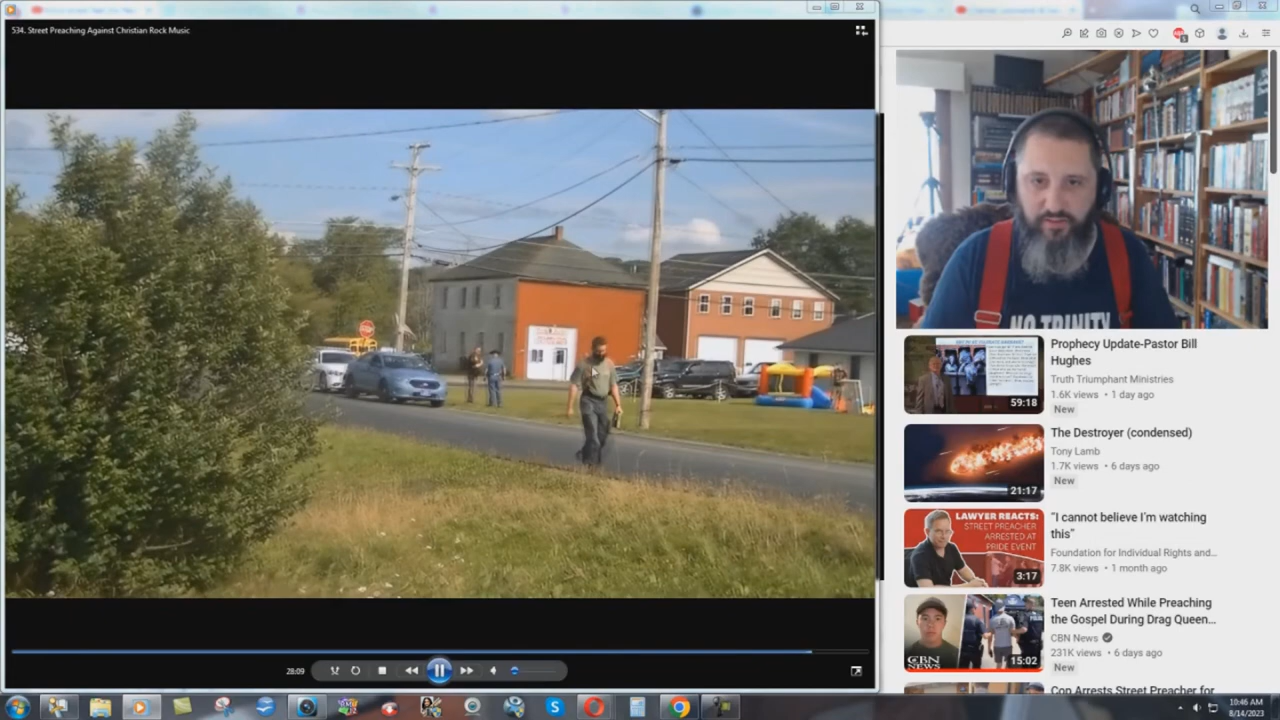 534. Street Preaching Against Christian Rock Music
STOP
NO TRINITY
Prophecy Update-Pastor Bill
Hughes
Truth Triumphant Ministries
1.6K views • 1 day ago
New
59:18
The Destroyer (condensed)
Tony Lamb
1.7K views • 6 days ago
New
21:17
LAWYER REACTS:
STREET PREACHER
ARRESTED AT
PRIDE EVENT
3:17
"I cannot believe I'm watching
this"
Foundation for Individual Rights and...
7.8K views • 1 month ago
CBN
NEWS
15:02
Teen Arrested While Preaching
the Gospel During Drag Queen...
CBN News
231K views • 6 days ago
New
Cop Arrests Street Preacher for
28:09
10:46 AM
8/14/2023